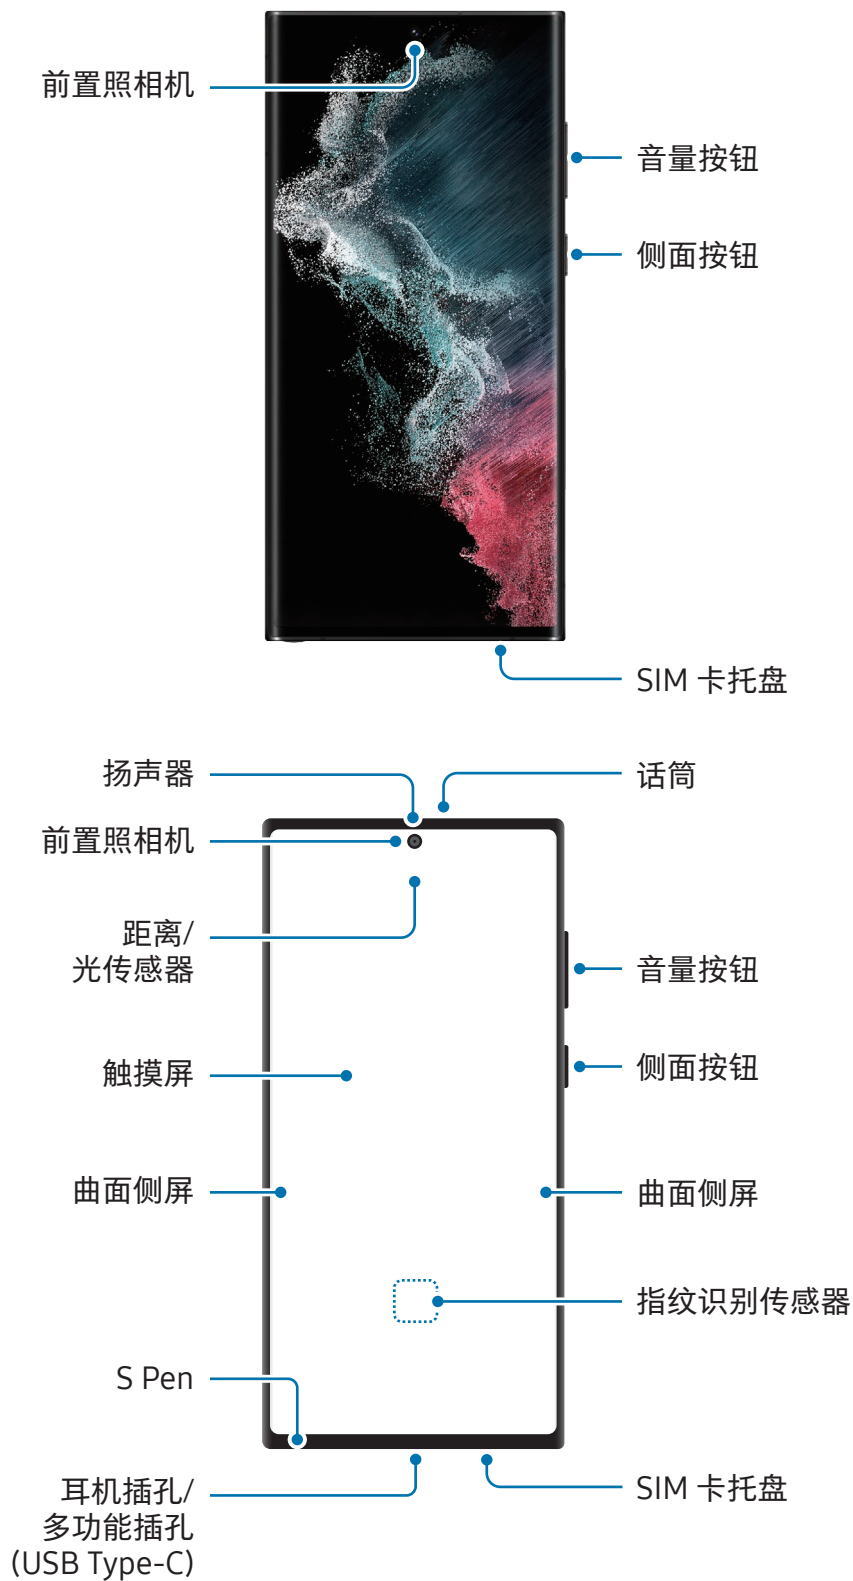 前置照相机
音量按钮
侧面按钮
SIM 卡托盘
扬声器
话筒
前置照相机
距离/
光传感器
音量按钮
触摸屏
侧面按钮
曲面侧屏
曲面侧屏
指纹识别传感器
S Pen
耳机插孔/
多功能插孔
(USB Type-C)
SIM 卡托盘